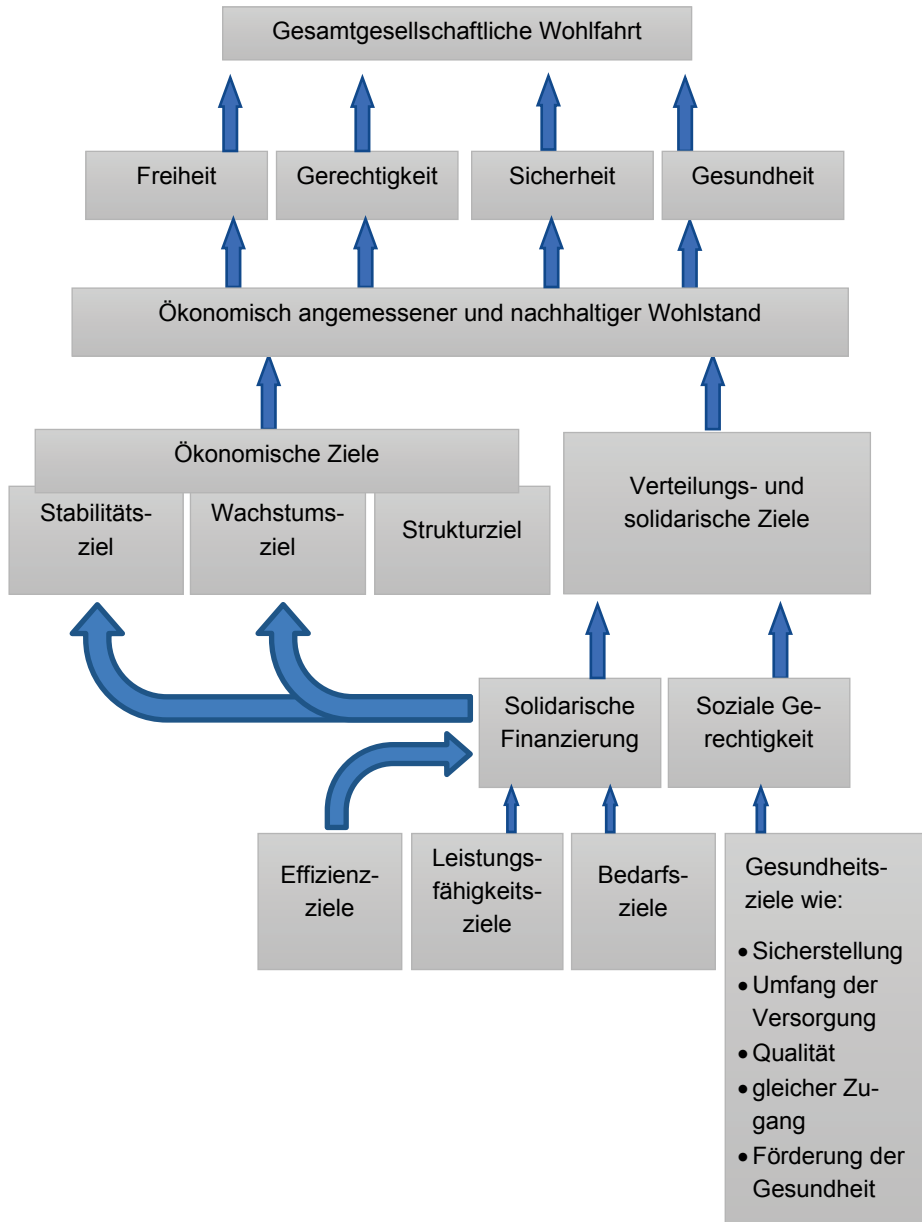 Gesamtgesellschaftliche Wohlfahrt
Freiheit
Gerechtigkeit
Sicherheit
Gesundheit
Ökonomisch angemessener und nachhaltiger Wohlstand
Ökonomische Ziele
Stabilitäts-
ziel
Wachstums-
ziel
Strukturziel
Verteilungs- und
solidarische Ziele
Solidarische
Finanzierung
Soziale Ge-
rechtigkeit
Effizienz-
ziele
Leistungs-
fähigkeits-
ziele
Bedarfs-
ziele
Gesundheits-
ziele wie:
• Sicherstellung
• Umfang der
Versorgung
• Qualität
• gleicher Zu-
gang
• Förderung der
Gesundheit